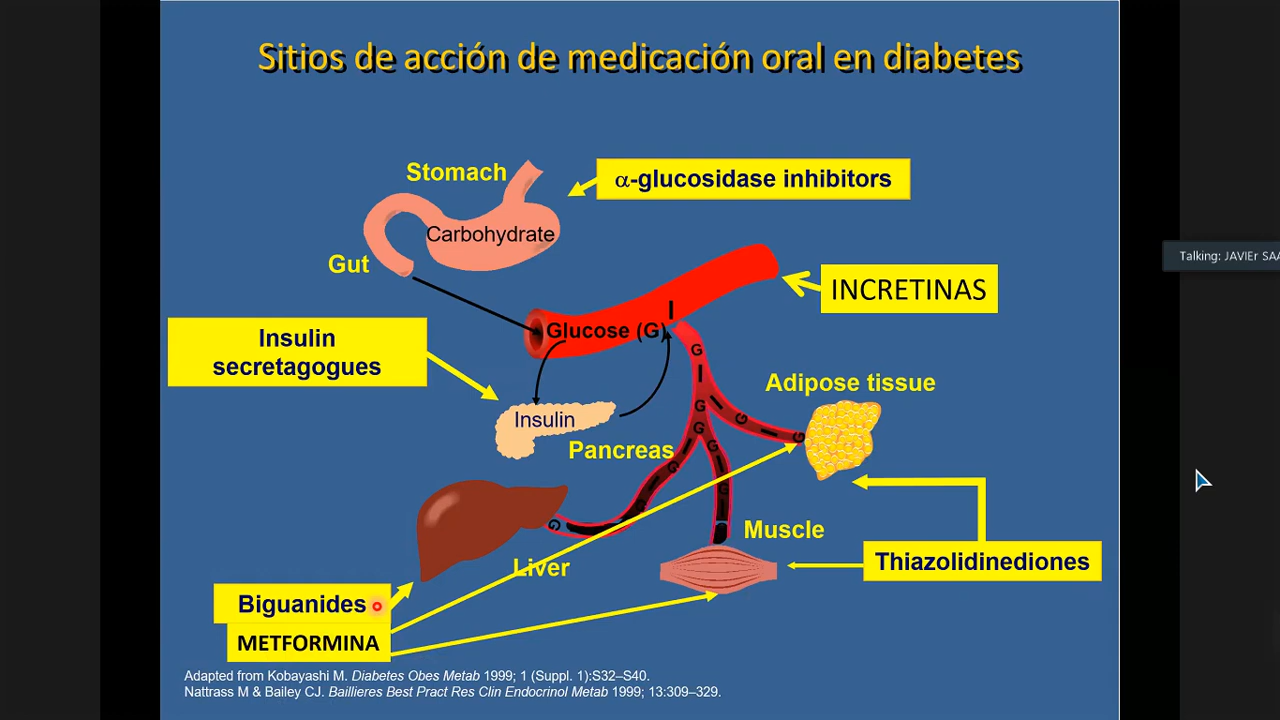 Sitios de acción de medicación oral en diabetes
Stomach
α-glucosidase inhibitors
Carbohydrate
Gut
Talking: JAVIEr SAA
INCRETINAS
I
Glucose (G)
Insulin
secretagogues
G
I
G
G
G
I
G
I
G
I
G
I
G
I
G
I
I
G
Adipose tissue
Insulin
Pancreas
Muscle
Liver
Thiazolidinediones
Biguanides
METFORMINA
Adapted from Kobayashi M. Diabetes Obes Metab 1999; 1 (Suppl. 1):S32–S40.
Nattrass M & Bailey CJ. Baillieres Best Pract Res Clin Endocrinol Metab 1999; 13:309–329.